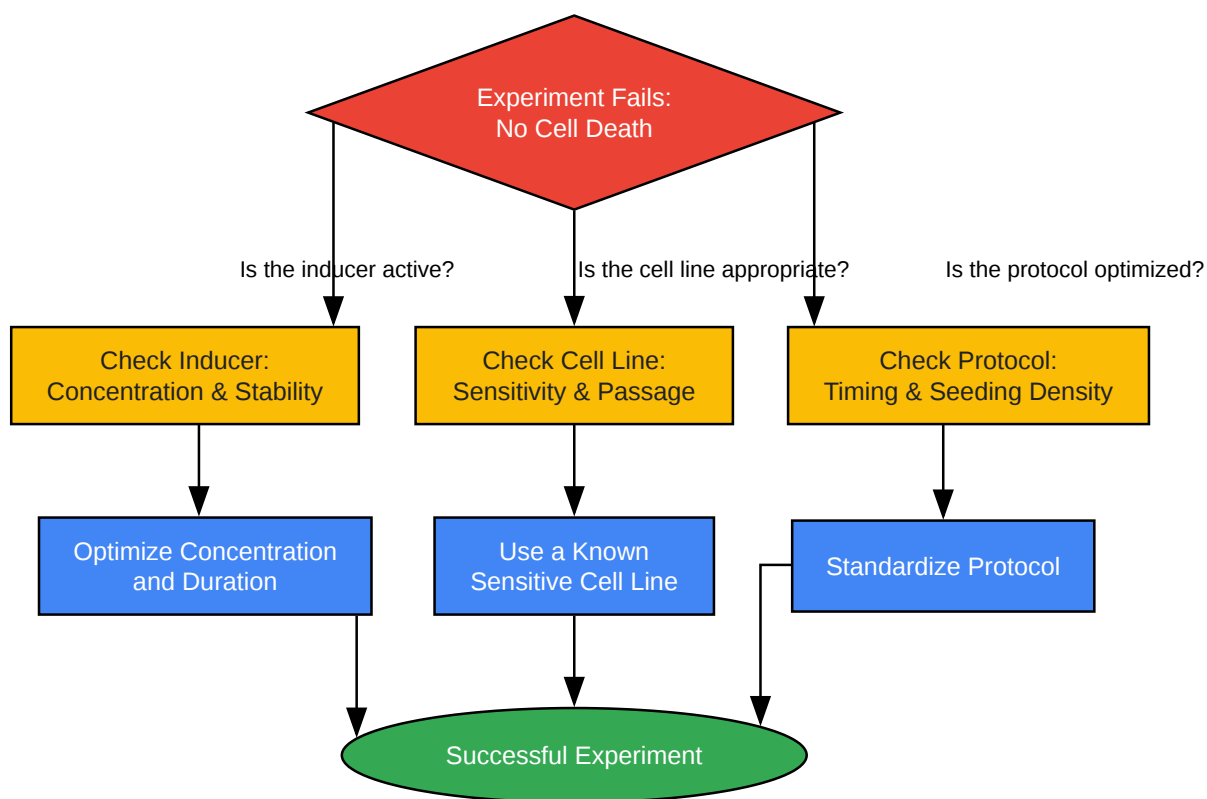 Experiment Fails:
No Cell Death
Is the inducer active?
Is the cell line appropriate?
Is the protocol optimized?
Check Inducer:
Concentration & Stability
Check Cell Line:
Sensitivity & Passage
Check Protocol:
Timing & Seeding Density
Optimize Concentration
and Duration
Use a Known
Sensitive Cell Line
Standardize Protocol
Successful Experiment